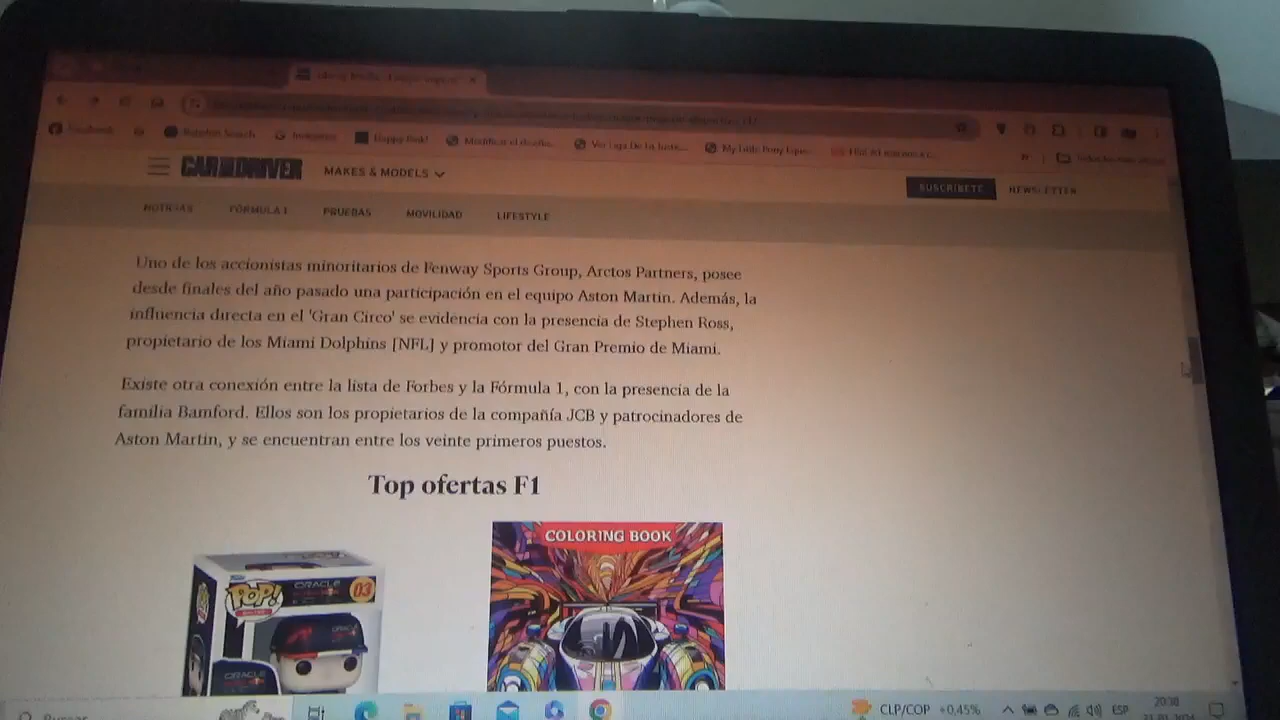 Facebook
Instagram
CAR AND DRIVER
MAKES & MODELS
SUSCRÍBETE
NEWSLETTER
NOTICIAS
FÓRMULA 1
PRUEBAS
MOVILIDAD
LIFESTYLE
Uno de los accionistas minoritarios de Fenway Sports Group, Arctos Partners, posee
desde finales del año pasado una participación en el equipo Aston Martin. Además, la
influencia directa en el 'Gran Circo' se evidencia con la presencia de Stephen Ross,
propietario de los Miami Dolphins [NFL] y promotor del Gran Premio de Miami.
Existe otra conexión entre la lista de Forbes y la Fórmula 1, con la presencia de la
familia Bamford. Ellos son los propietarios de la compañía JCB y patrocinadores de
Aston Martin, y se encuentran entre los veinte primeros puestos.
Top ofertas F1
POP!
ORACLE
03
ORACLE
ORACLE
COLORING BOOK
Buscar
CLP/COP +0,45%
ESP
20:30